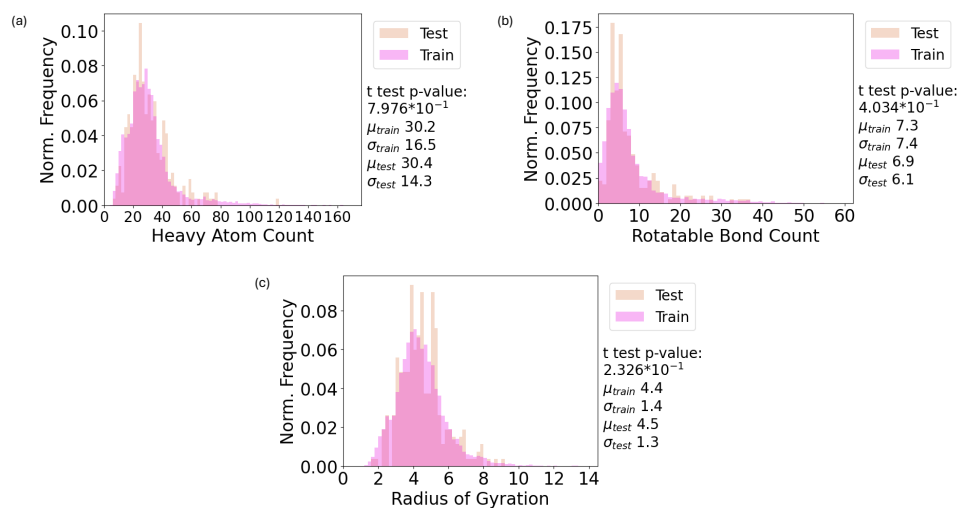 (a)
Norm. Frequency
0.10
0.08
0.06
0.04
0.02
0.00
0 20 40 60 80 100 120 140 160
Heavy Atom Count
Test
Train
t test p-value:
7.976*10⁻¹
μtrain 30.2
σtrain 16.5
μtest 30.4
σtest 14.3
(b)
Norm. Frequency
0.175
0.150
0.125
0.100
0.075
0.050
0.025
0.000
0 10 20 30 40 50 60
Rotatable Bond Count
Test
Train
t test p-value:
4.034*10⁻¹
μtrain 7.3
σtrain 7.4
μtest 6.9
σtest 6.1
(c)
Norm. Frequency
0.08
0.06
0.04
0.02
0.00
0 2 4 6 8 10 12 14
Radius of Gyration
Test
Train
t test p-value:
2.326*10⁻¹
μtrain 4.4
σtrain 1.4
μtest 4.5
σtest 1.3